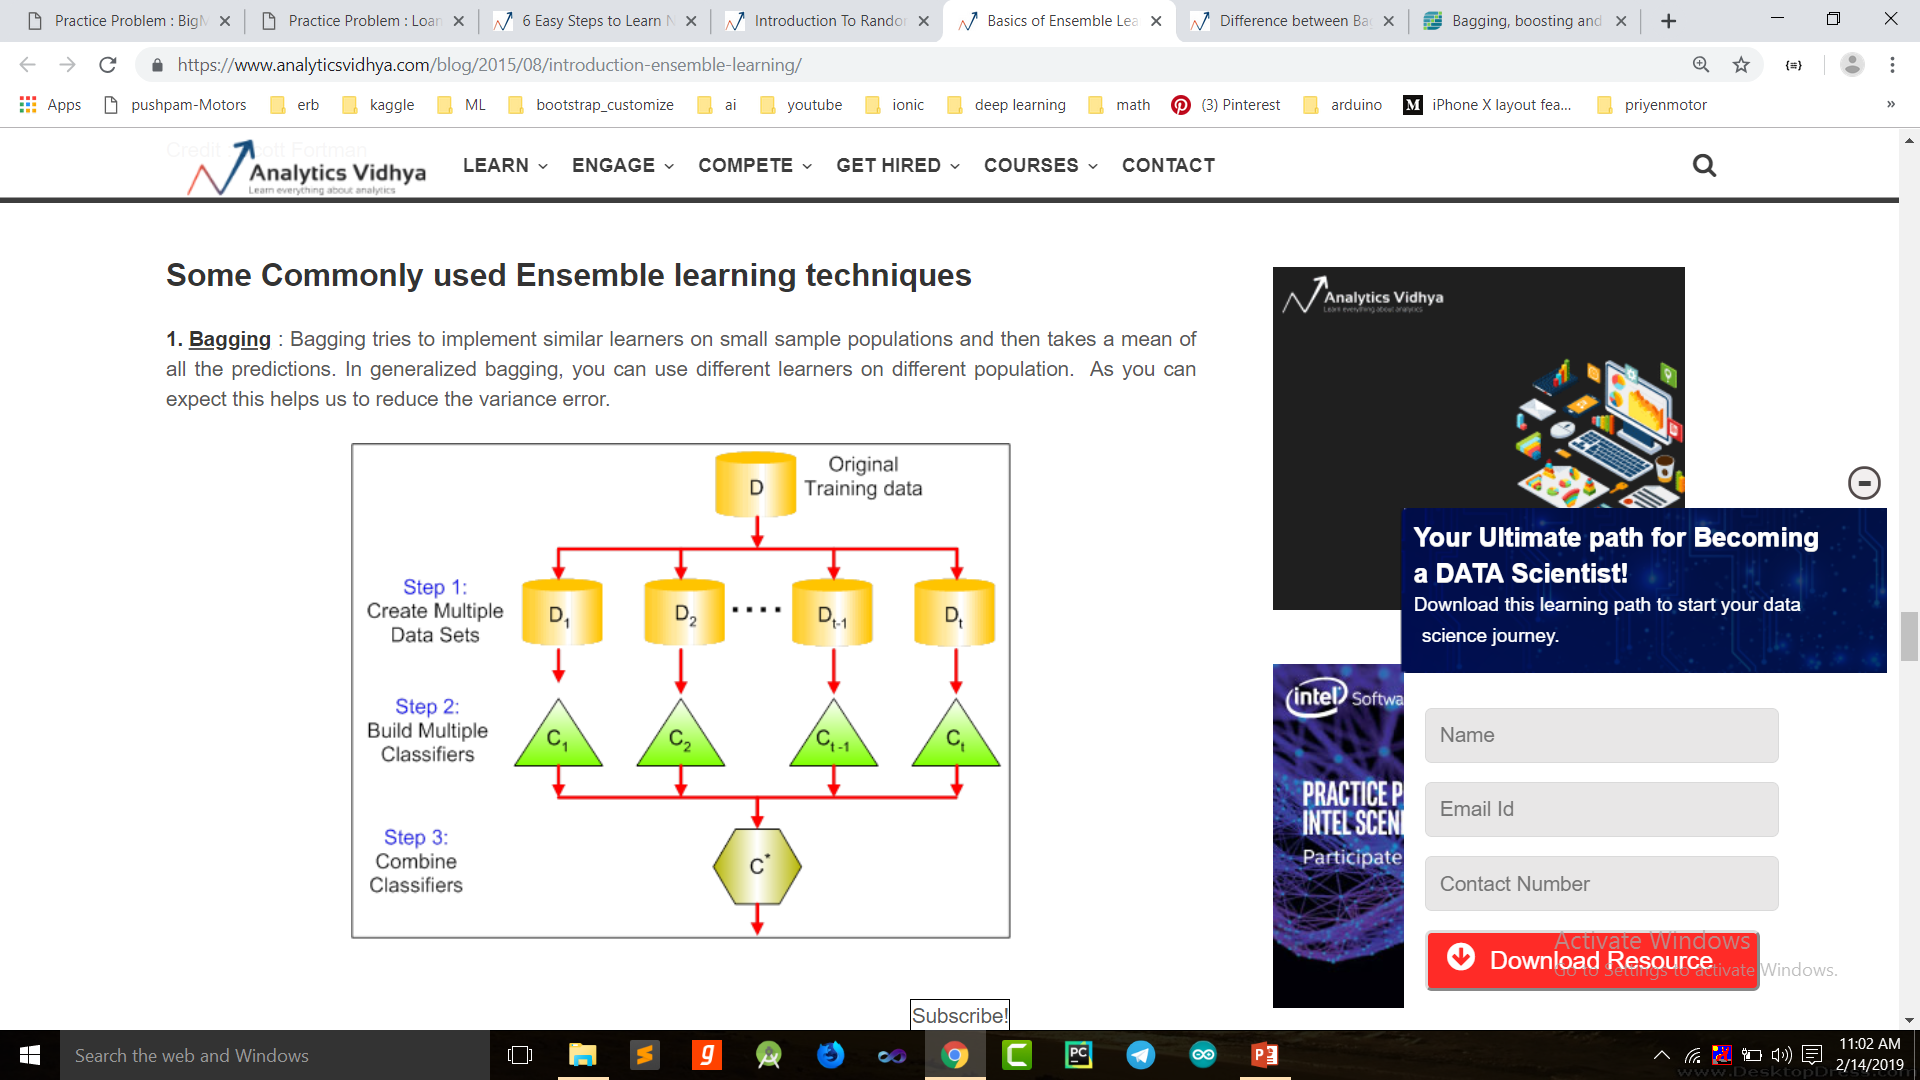 Practice Problem : BigM
Practice Problem : Loan
6 Easy Steps to Learn N
Introduction To Random
Basics of Ensemble Lea
Difference between Ba
Bagging, boosting and
https://www.analyticsvidhya.com/blog/2015/08/introduction-ensemble-learning/
Apps
pushpam-Motors
erb
kaggle
ML
bootstrap_customize
ai
youtube
ionic
deep learning
math
(3) Pinterest
arduino
M
iPhone X layout fea...
priyenmotor
»
Analytics Vidhya
Learn everything about analytics
LEARN
ENGAGE
COMPETE
GET HIRED
COURSES
CONTACT
Some Commonly used Ensemble learning techniques
1. Bagging : Bagging tries to implement similar learners on small sample populations and then takes a mean of
all the predictions. In generalized bagging, you can use different learners on different population. As you can
expect this helps us to reduce the variance error.
D
Original
Training data
Step 1:
Create Multiple
Data Sets
D1
D2
....
Dt-1
Dt
Step 2:
Build Multiple
Classifiers
C1
C2
Ct-1
Ct
Step 3:
Combine
Classifiers
C*
Subscribe!
Analytics Vidhya
Learn everything about analytics
Your Ultimate path for Becoming
a DATA Scientist!
Download this learning path to start your data
science journey.
intel Softwa
PRACTICE P
INTEL SCEN
Participate
Name
Email Id
Contact Number
Download Resource
Activate Windows
Go to Settings to activate Windows.
Search the web and Windows
11:02 AM
2/14/2019